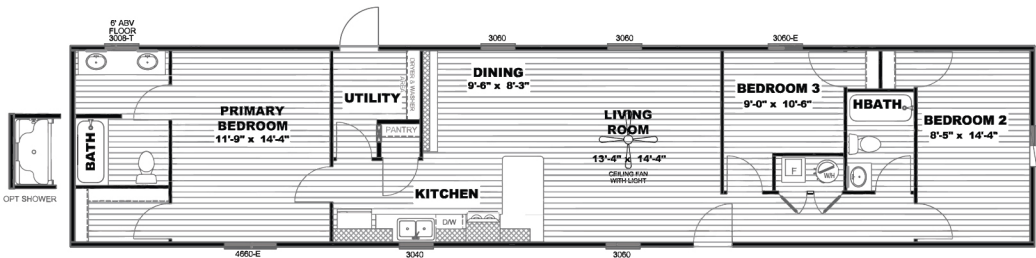 6' ABV
FLOOR
3008-T
3060
3060
3060-E
DINING
9'-6" x 8'-3"
DRYER & WASHER
AREA
UTILITY
PANTRY
PRIMARY
BEDROOM
11'-9" x 14'-4"
BATH
OPT SHOWER
KITCHEN
D/W
LIVING
ROOM
13'-4" x 14'-4"
CEILING FAN
WITH LIGHT
BEDROOM 3
9'-0" x 10'-6"
F
W/H
HBATH
BEDROOM 2
8'-5" x 14'-4"
4660-E
3040
3060